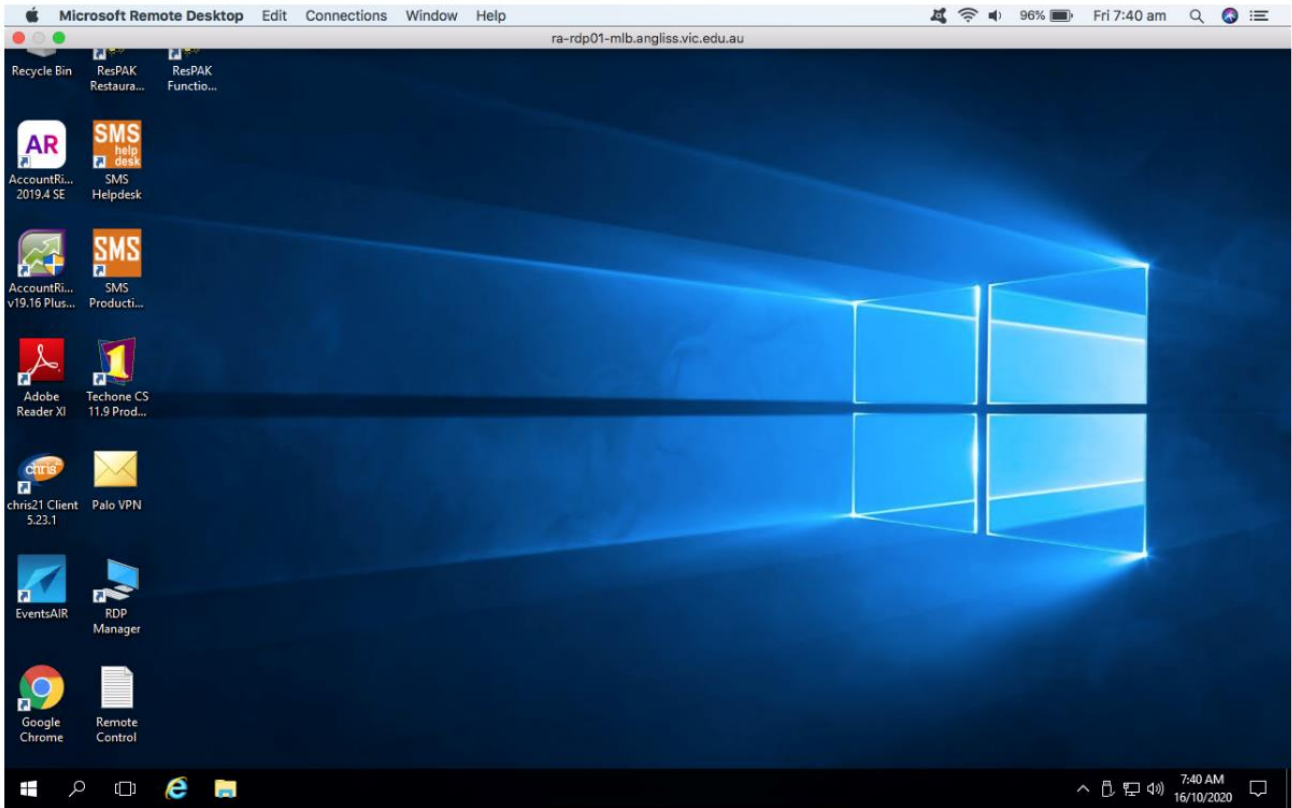 Microsoft Remote Desktop Edit Connections Window Help 96% Fri 7:40 am
ra-rdp01-mlb.angliss.vic.edu.au
Recycle Bin
ResPAK
Restaura...
ResPAK
Functio...
AR
AccountRi...
2019.4 SE
SMS
help
desk
SMS
Helpdesk
AccountRi...
v19.16 Plus...
SMS
SMS
Producti...
Adobe
Reader XI
1
Techone CS
11.9 Prod...
chris
chris21 Client
5.23.1
Palo VPN
EventsAIR
RDP
Manager
Google
Chrome
Remote
Control
7:40 AM
16/10/2020